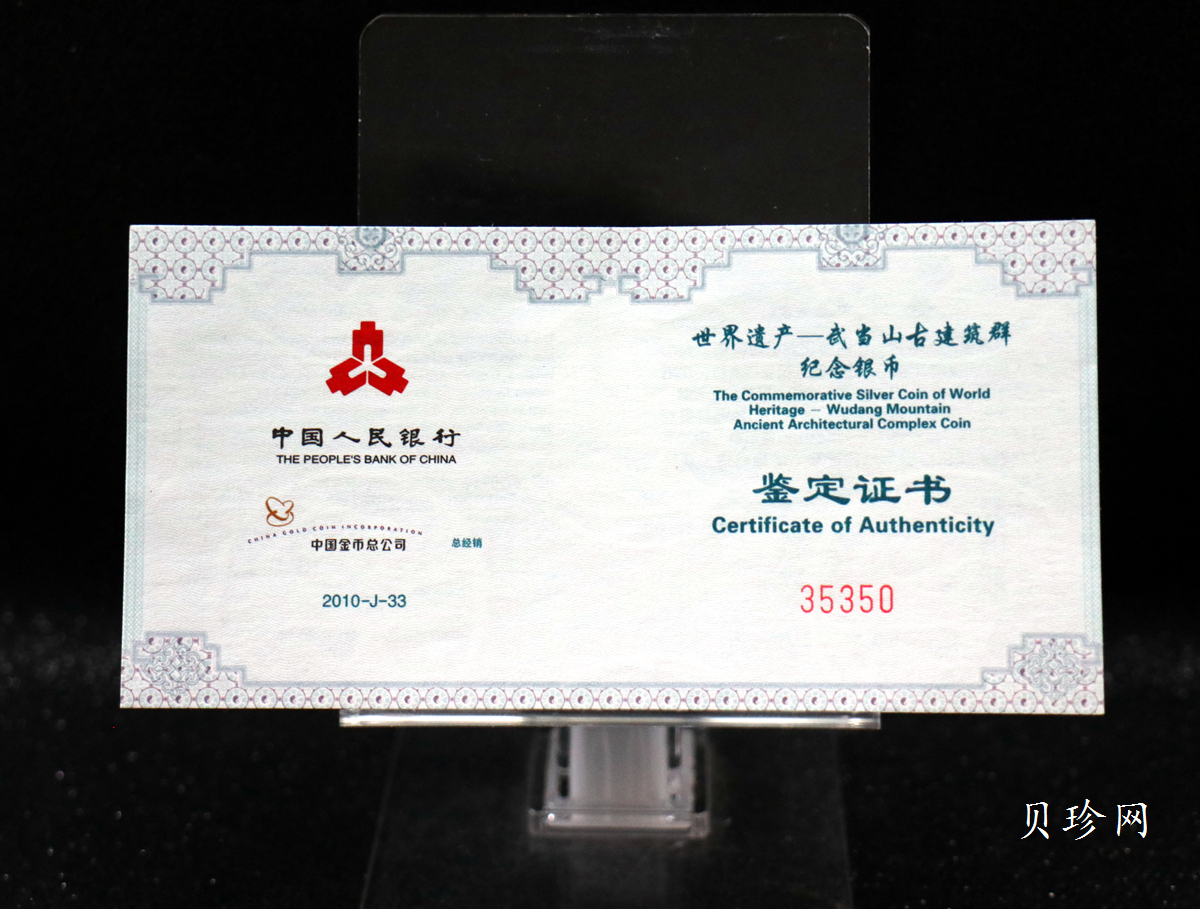 中国人民银行
THE PEOPLE'S BANK OF CHINA
CHINA GOLD COIN INCORPORATION
中国金币总公司 总经销
2010-J-33
世界遗产—武当山古建筑群
纪念银币
The Commemorative Silver Coin of World
Heritage – Wudang Mountain
Ancient Architectural Complex Coin
鉴定证书
Certificate of Authenticity
35350
贝珍网